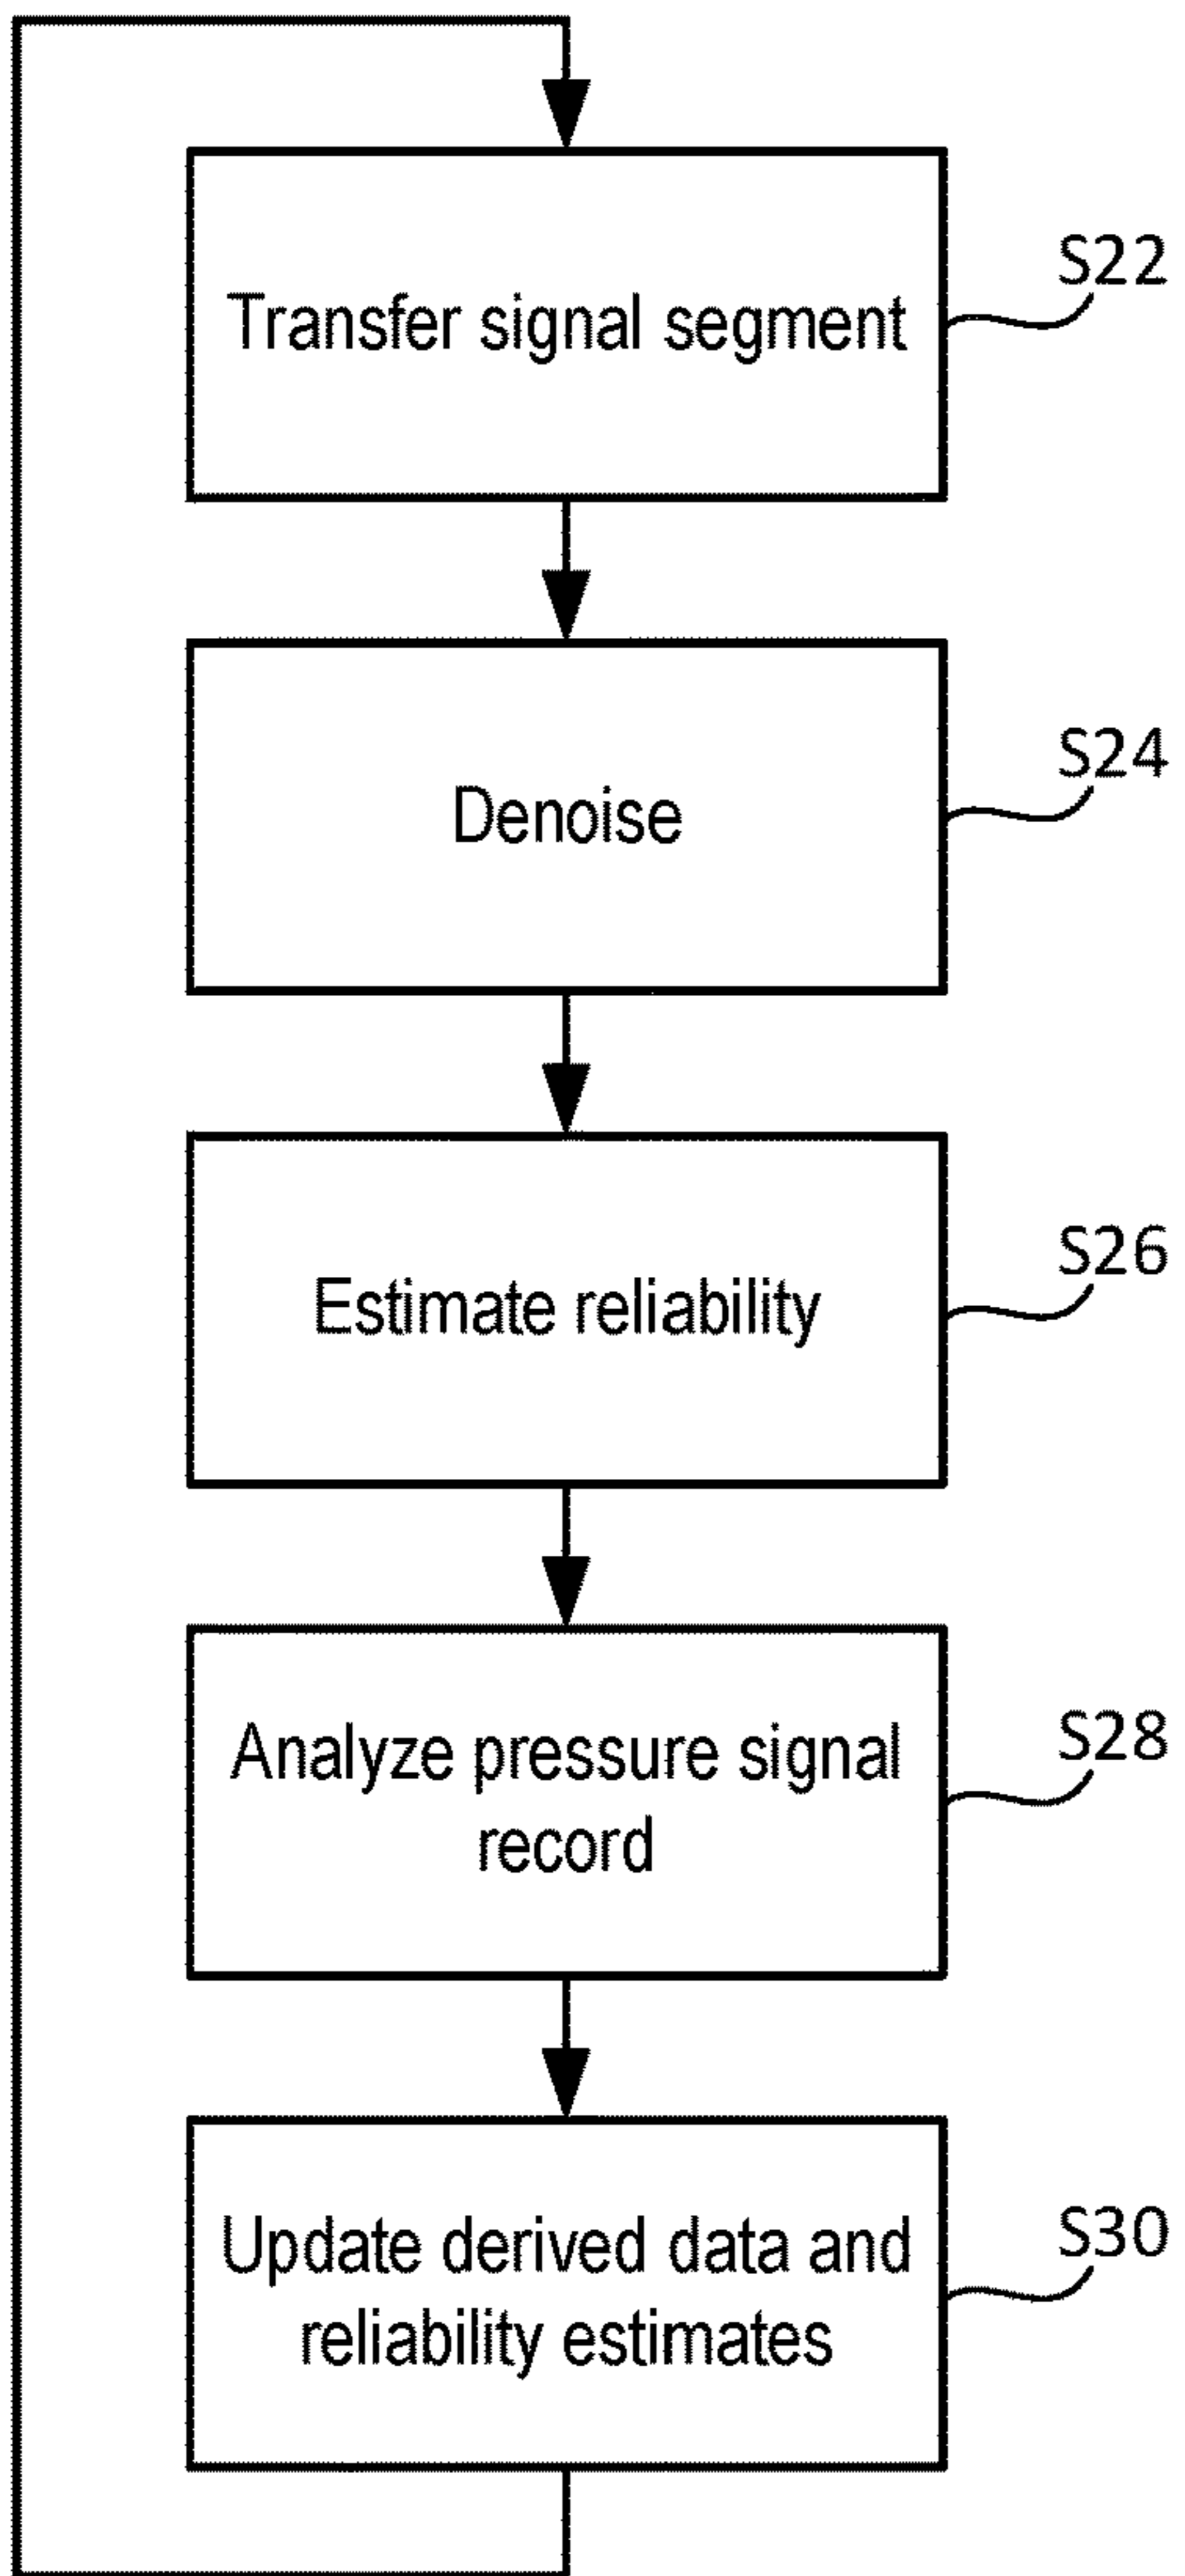 S22
Transfer signal segment
S24
Denoise
S26
Estimate reliability
S28
Analyze pressure signal
record
S30
Update derived data and
reliability estimates